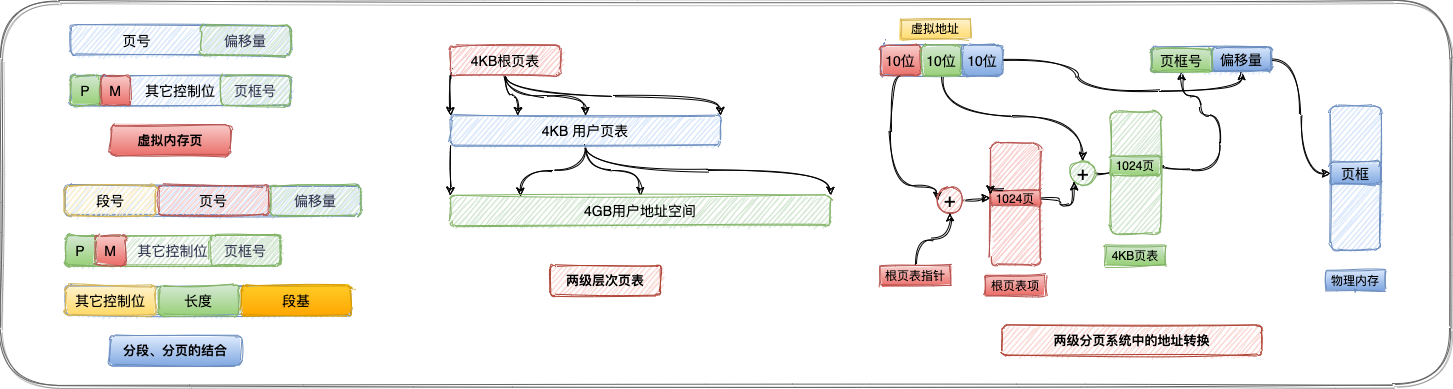 页号 偏移量
P M 其它控制位 页框号
虚拟内存页
段号 页号 偏移量
P M 其它控制位 页框号
其它控制位 长度 段基
分段、分页的结合
4KB根页表
4KB 用户页表
4GB用户地址空间
两级层次页表
虚拟地址
10位 10位 10位
页框号 偏移量
1024页
+
1024页
+
页框
根页表指针
根页表项
4KB页表
物理内存
两级分页系统中的地址转换